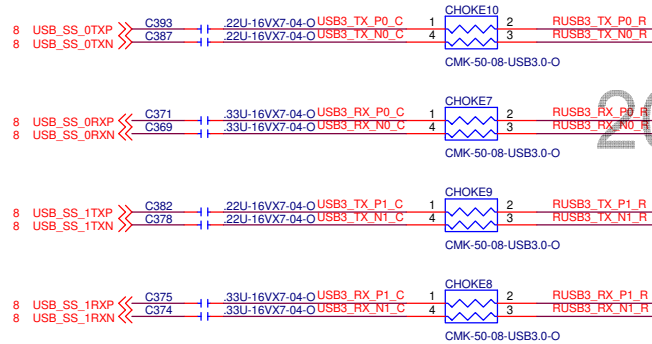 CHOKE10
8 USB_SS_0TXP C393 .22U-16VX7-04-O USB3_TX_P0_C 1 2 RUSB3_TX_P0_R
8 USB_SS_0TXN C387 .22U-16VX7-04-O USB3_TX_N0_C 4 3 RUSB3_TX_N0_R
CMK-50-08-USB3.0-O
CHOKE7
8 USB_SS_0RXP C371 .33U-16VX7-04-O USB3_RX_P0_C 1 2 RUSB3_RX_P0_R
8 USB_SS_0RXN C369 .33U-16VX7-04-O USB3_RX_N0_C 4 3 RUSB3_RX_N0_R
CMK-50-08-USB3.0-O
CHOKE9
8 USB_SS_1TXP C382 .22U-16VX7-04-O USB3_TX_P1_C 1 2 RUSB3_TX_P1_R
8 USB_SS_1TXN C378 .22U-16VX7-04-O USB3_TX_N1_C 4 3 RUSB3_TX_N1_R
CMK-50-08-USB3.0-O
CHOKE8
8 USB_SS_1RXP C375 .33U-16VX7-04-O USB3_RX_P1_C 1 2 RUSB3_RX_P1_R
8 USB_SS_1RXN C374 .33U-16VX7-04-O USB3_RX_N1_C 4 3 RUSB3_RX_N1_R
CMK-50-08-USB3.0-O